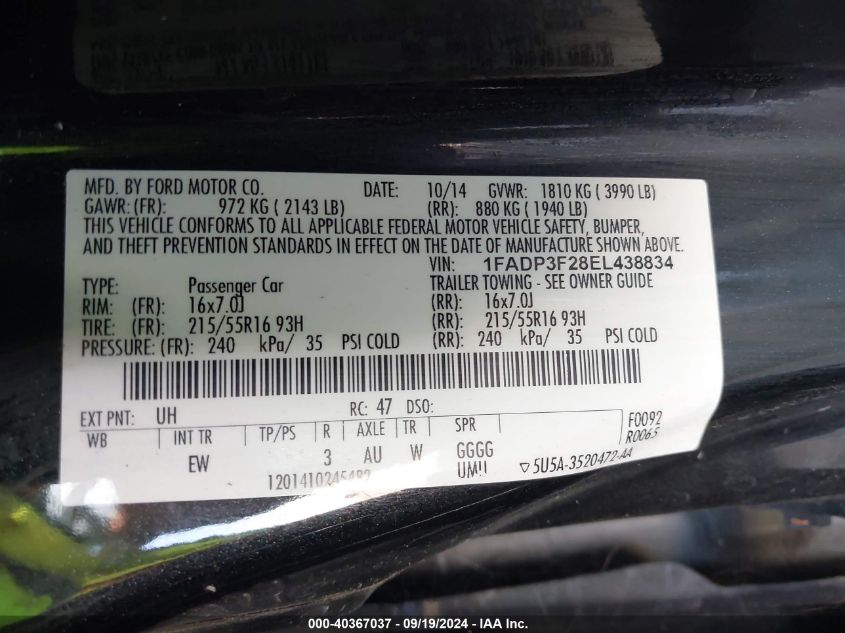 MFD. BY FORD MOTOR CO. DATE: 10/14 GVWR: 1810 KG ( 3990 LB)
GAWR: (FR): 972 KG ( 2143 LB) (RR): 880 KG ( 1940 LB)
THIS VEHICLE CONFORMS TO ALL APPLICABLE FEDERAL MOTOR VEHICLE SAFETY, BUMPER,
AND THEFT PREVENTION STANDARDS IN EFFECT ON THE DATE OF MANUFACTURE SHOWN ABOVE.
VIN: 1FADP3F28EL438834
TYPE: Passenger Car TRAILER TOWING - SEE OWNER GUIDE
RIM: (FR): 16x7.0J (RR): 16x7.0J
TIRE: (FR): 215/55R16 93H (RR): 215/55R16 93H
PRESSURE: (FR): 240 kPa/ 35 PSI COLD (RR): 240 kPa/ 35 PSI COLD
EXT PNT: UH RC: 47 DSO: F0092
WB INT TR TP/PS R AXLE TR SPR R0065
EW 3 AU W GGGG
UM!! ▽5U5A-3520472-AA
000-40367037 - 09/19/2024 - IAA Inc.